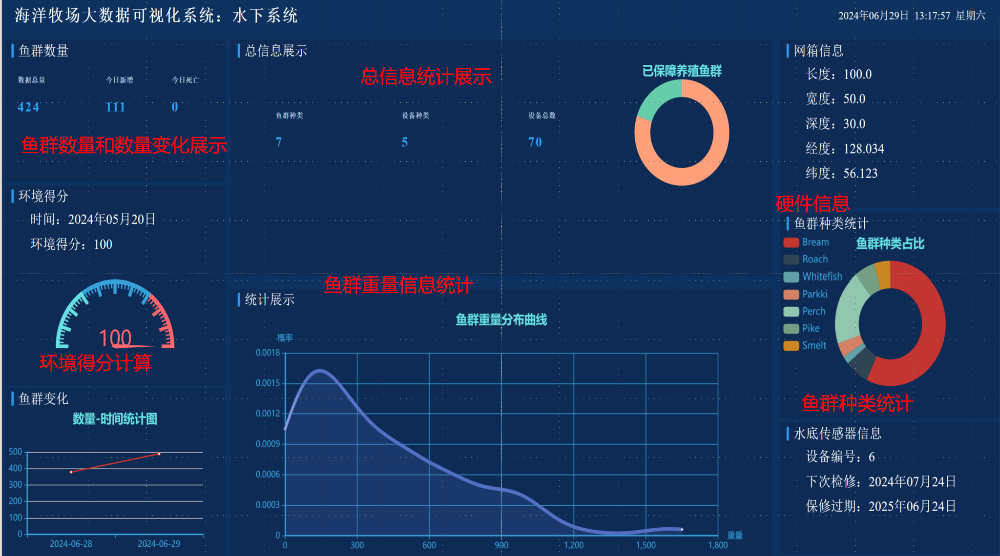 海洋牧场大数据可视化系统：水下系统
2024年06月29日 13:17:57 星期六
鱼群数量
数据总量 今日新增 今日死亡
424 111 0
鱼群数量和数量变化展示
环境得分
时间：2024年05月20日
环境得分：100
100
环境得分计算
鱼群变化
数量-时间统计图
500
400
300
200
100
0
2024-06-28 2024-06-29
总信息展示
总信息统计展示
已保障养殖鱼群
鱼群种类 设备种类 设备总数
7 5 70
鱼群重量信息统计
统计展示
鱼群重量分布曲线
概率
0.0018
0.0015
0.0012
0.0009
0.0006
0.0003
0
0 300 600 900 1,200 1,500 1,800
重量
网箱信息
长度：100.0
宽度：50.0
深度：30.0
经度：128.034
纬度：56.123
硬件信息
鱼群种类统计
鱼群种类占比
Bream
Roach
Whitefish
Parkki
Perch
Pike
Smelt
鱼群种类统计
水底传感器信息
设备编号：6
下次检修：2024年07月24日
保修过期：2025年06月24日